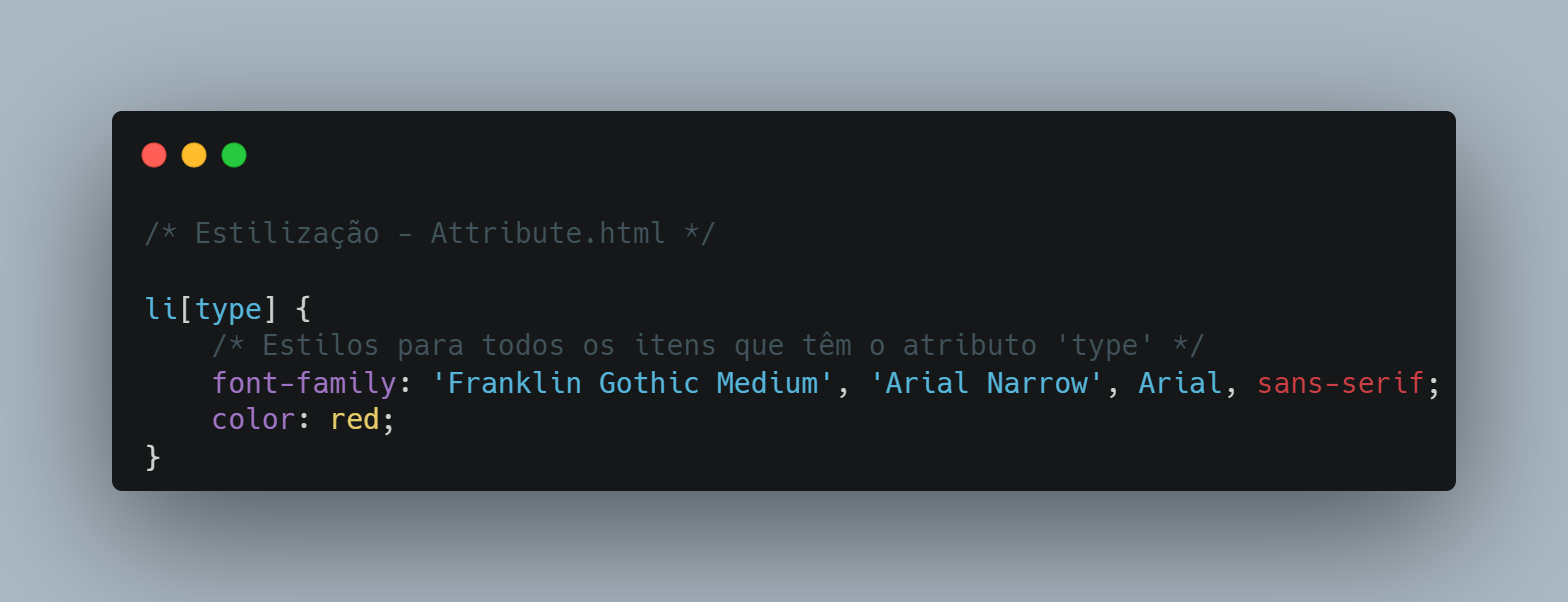 /* Estilização - Attribute.html */
li[type] {
    /* Estilos para todos os itens que têm o atributo 'type' */
    font-family: 'Franklin Gothic Medium', 'Arial Narrow', Arial, sans-serif;
    color: red;
}